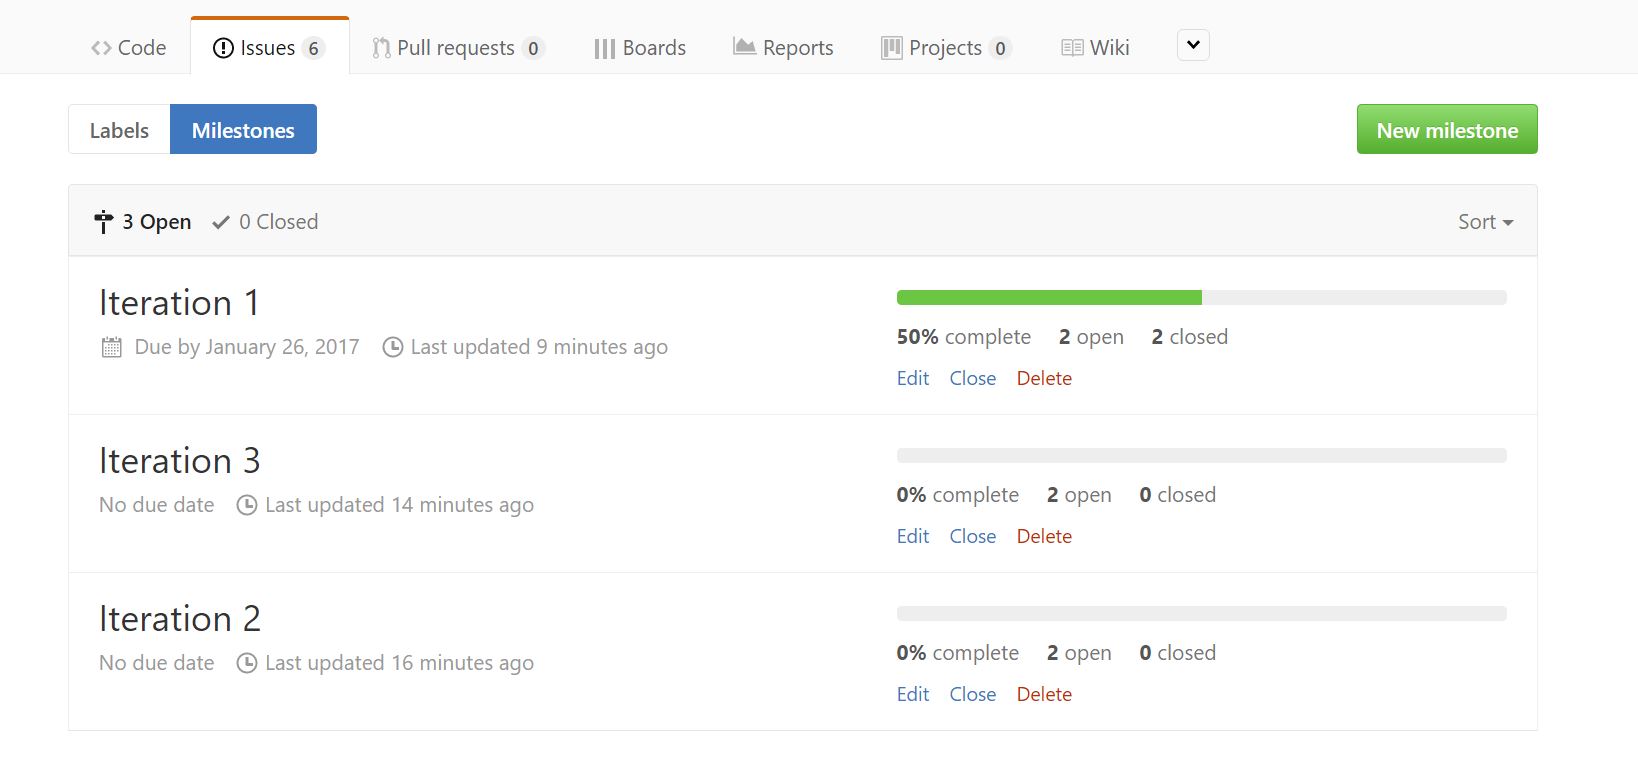 Code Issues 6 Pull requests 0 Boards Reports Projects 0 Wiki
Labels Milestones New milestone
3 Open 0 Closed Sort
Iteration 1
Due by January 26, 2017 Last updated 9 minutes ago
50% complete 2 open 2 closed
Edit Close Delete
Iteration 3
No due date Last updated 14 minutes ago
0% complete 2 open 0 closed
Edit Close Delete
Iteration 2
No due date Last updated 16 minutes ago
0% complete 2 open 0 closed
Edit Close Delete